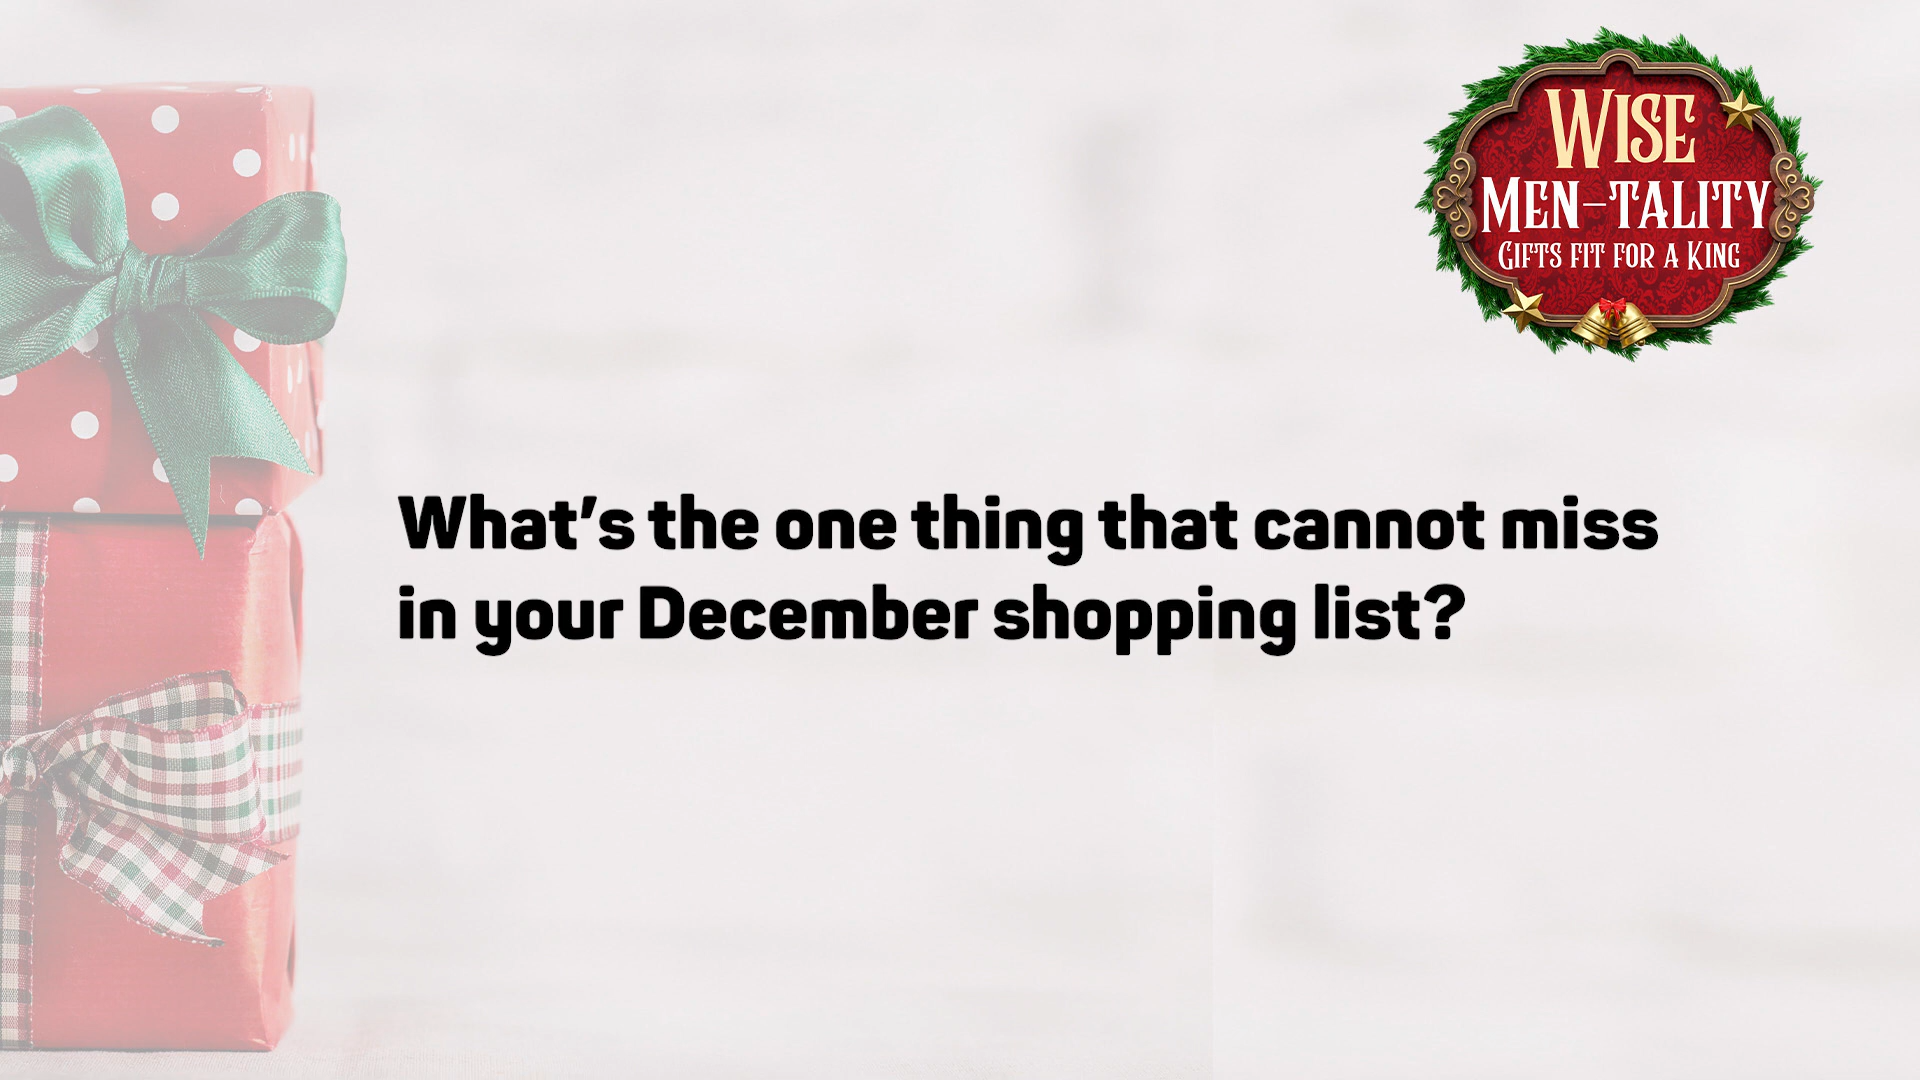 WISE
MEN-TALITY
GIFTS FIT FOR A KING
What's the one thing that cannot miss
in your December shopping list?